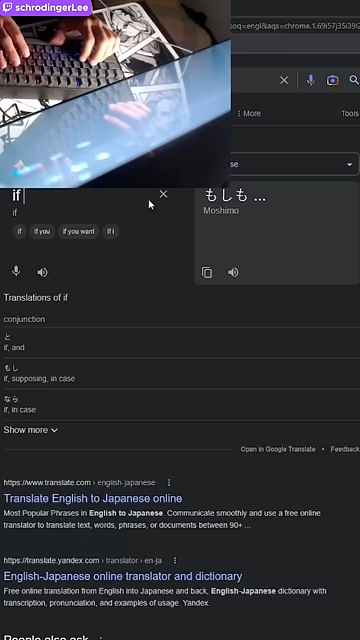 schrodingerLee
oq=engl&aqs=chrome.1.69i57j35i39l2
More
Tools
if
もしも ...
if
Moshimo
if
if you
if you want
if i
Translations of if
conjunction
と
if, and
もし
if, supposing, in case
なら
if, in case
Show more
Open in Google Translate • Feedback
https://www.translate.com › english-japanese
Translate English to Japanese online
Most Popular Phrases in English to Japanese. Communicate smoothly and use a free online
translator to translate text, words, phrases, or documents between 90+ ...
https://translate.yandex.com › translator › en-ja
English-Japanese online translator and dictionary
Free online translation from English into Japanese and back, English-Japanese dictionary with
transcription, pronunciation, and examples of usage. Yandex.
People also ask